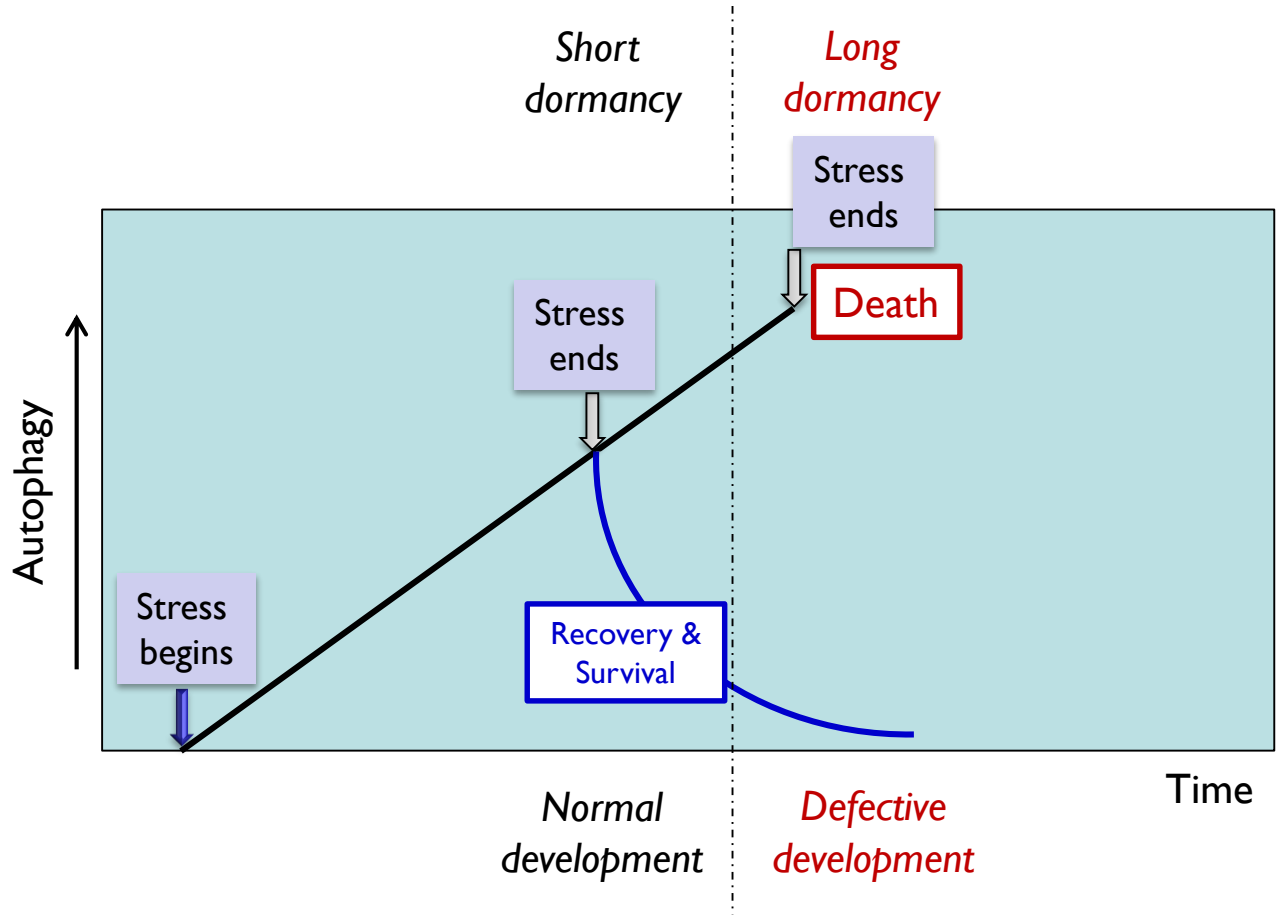 Short
dormancy
Long
dormancy
Stress
ends
Death
Stress
ends
Autophagy
Stress
begins
Recovery &
Survival
Time
Normal
development
Defective
development